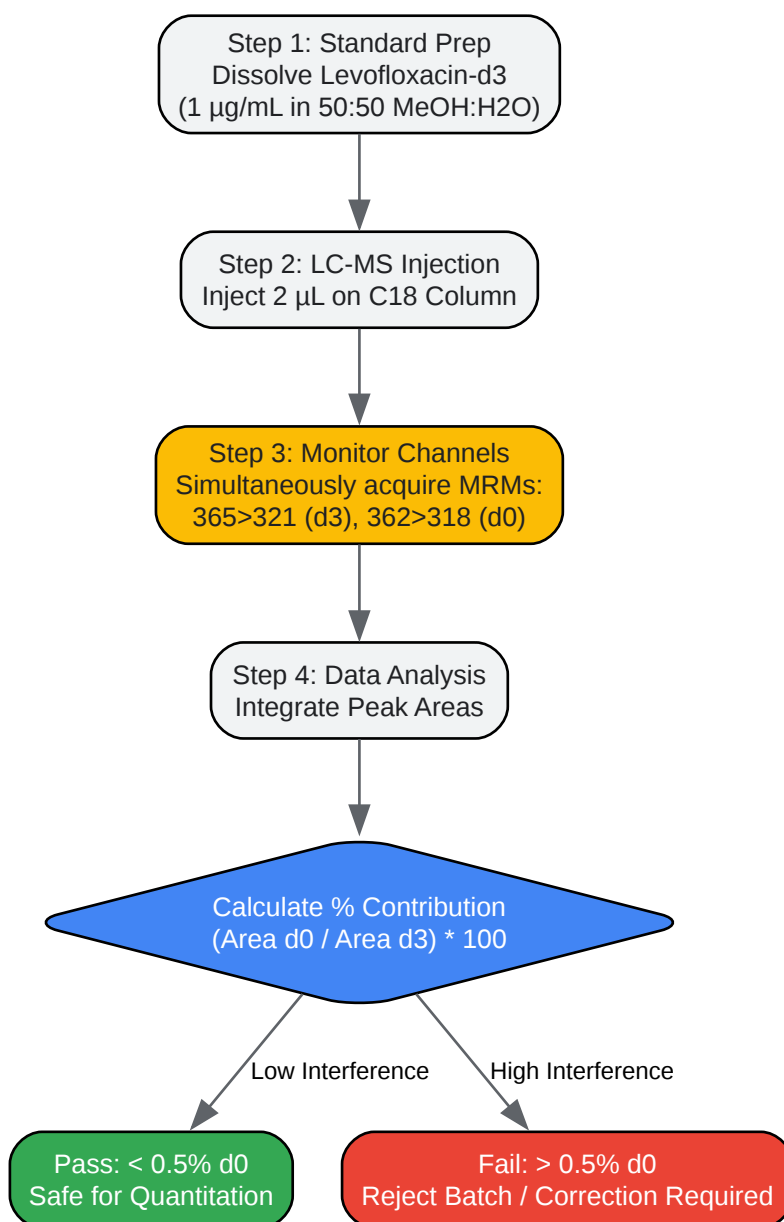 Step 1: Standard Prep
Dissolve Levofloxacin-d3
(1 µg/mL in 50:50 MeOH:H2O)
Step 2: LC-MS Injection
Inject 2 µL on C18 Column
Step 3: Monitor Channels
Simultaneously acquire MRMs:
365>321 (d3), 362>318 (d0)
Step 4: Data Analysis
Integrate Peak Areas
Calculate % Contribution
(Area d0 / Area d3) * 100
Low Interference
High Interference
Pass: < 0.5% d0
Safe for Quantitation
Fail: > 0.5% d0
Reject Batch / Correction Required